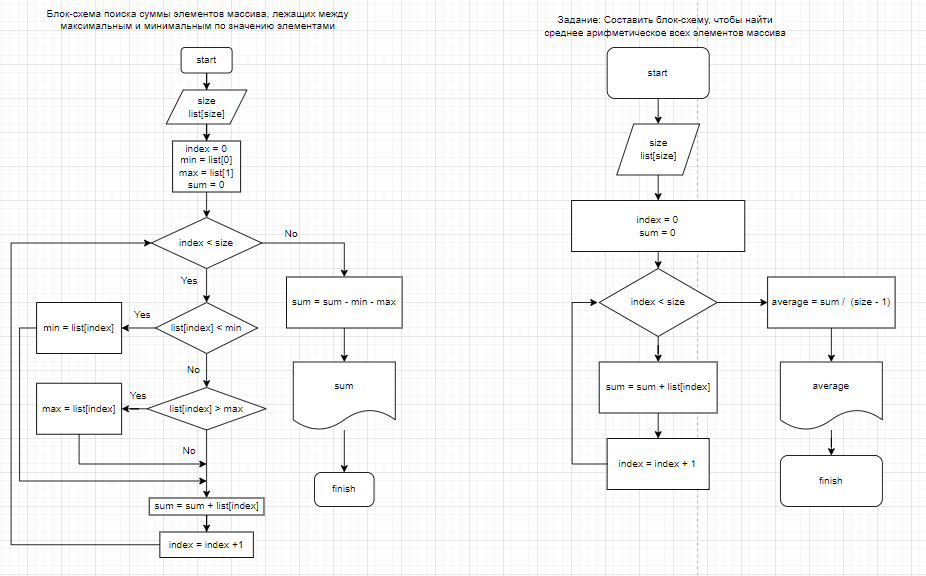 Блок-схема поиска суммы элементов массива, лежащих между
максимальным и минимальным по значению элементами
start
size
list[size]
index = 0
min = list[0]
max = list[1]
sum = 0
index < size
No
Yes
sum = sum - min - max
list[index] < min
Yes
min = list[index]
No
sum
list[index] > max
Yes
max = list[index]
No
finish
sum = sum + list[index]
index = index +1
Задание: Составить блок-схему, чтобы найти
среднее арифметическое всех элементов массива
start
size
list[size]
index = 0
sum = 0
index < size
average = sum / (size - 1)
sum = sum + list[index]
average
index = index + 1
finish